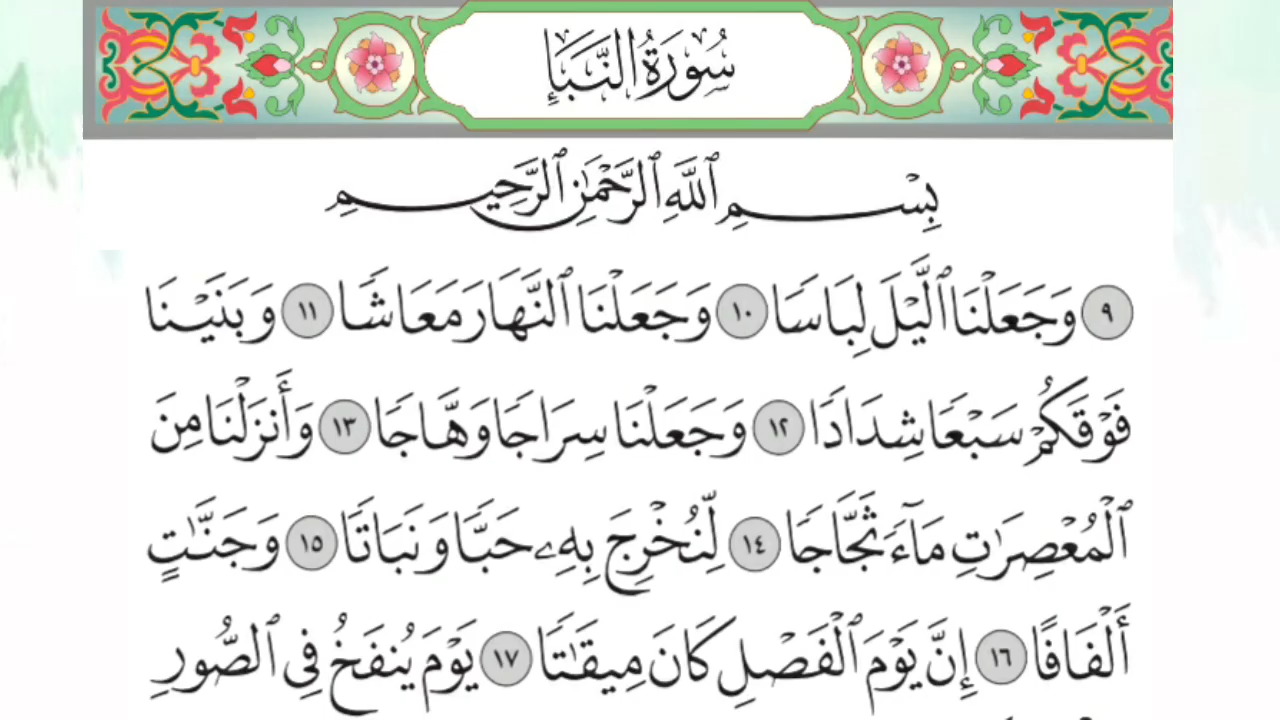 سُورَةُ النَّبَإِ
بِسْمِ ٱللَّهِ ٱلرَّحْمَٰنِ ٱلرَّحِيمِ
٩ وَجَعَلْنَا ٱلَّيْلَ لِبَاسًا ١٠ وَجَعَلْنَا ٱلنَّهَارَ مَعَاشًا ١١ وَبَنَيْنَا
فَوْقَكُمْ سَبْعًا شِدَادًا ١٢ وَجَعَلْنَا سِرَاجًا وَهَّاجًا ١٣ وَأَنزَلْنَا مِنَ
ٱلْمُعْصِرَٰتِ مَآءً ثَجَّاجًا ١٤ لِّنُخْرِجَ بِهِۦ حَبًّا وَنَبَاتًا ١٥ وَجَنَّٰتٍ
أَلْفَافًا ١٦ إِنَّ يَوْمَ ٱلْفَصْلِ كَانَ مِيقَٰتًا ١٧ يَوْمَ يُنفَخُ فِى ٱلصُّورِ